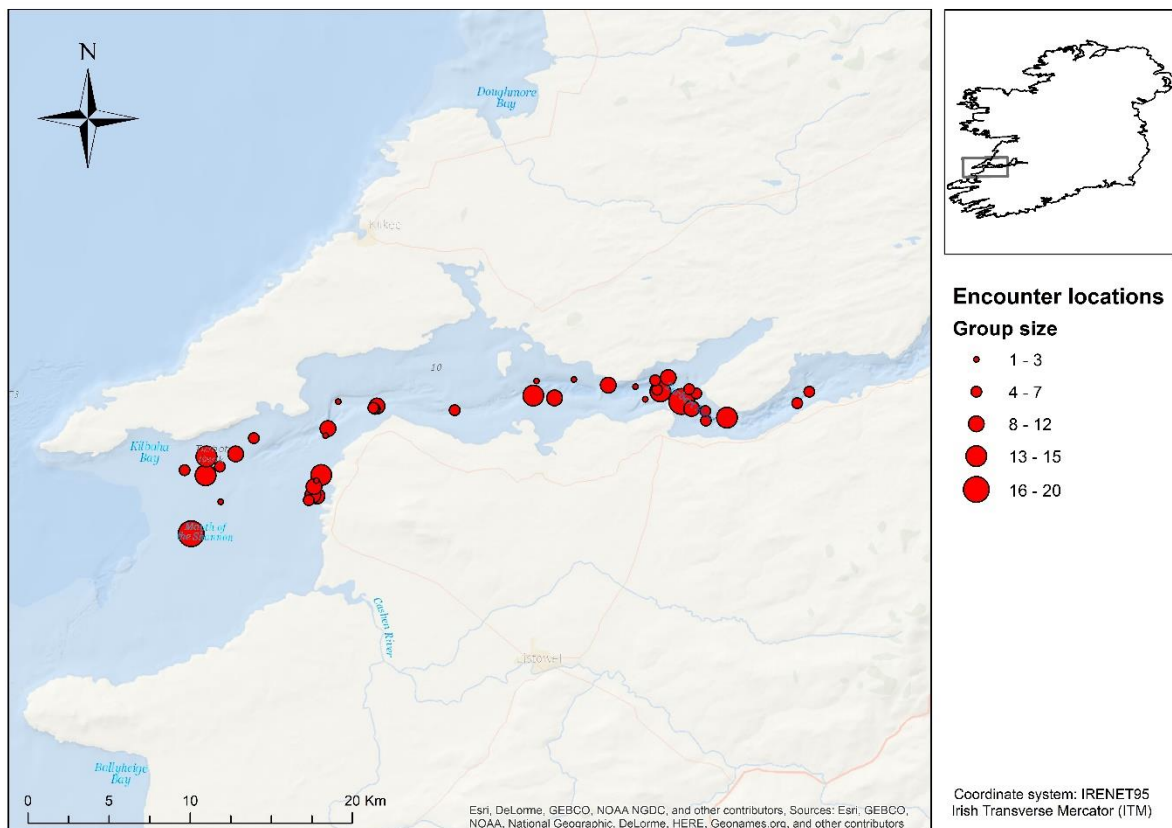 N
Doughmore
Bay
Kilkee
10
Kilbaha
Bay
Mouth of
the Shannon
Cashen River
Listowel
Ballyheige
Bay
0 5 10 20 Km
Esri, DeLorme, GEBCO, NOAA NGDC, and other contributors, Sources: Esri, GEBCO,
NOAA, National Geographic, DeLorme, HERE, Geonames.org, and other contributors
Encounter locations
Group size
1 - 3
4 - 7
8 - 12
13 - 15
16 - 20
Coordinate system: IRENET95
Irish Transverse Mercator (ITM)